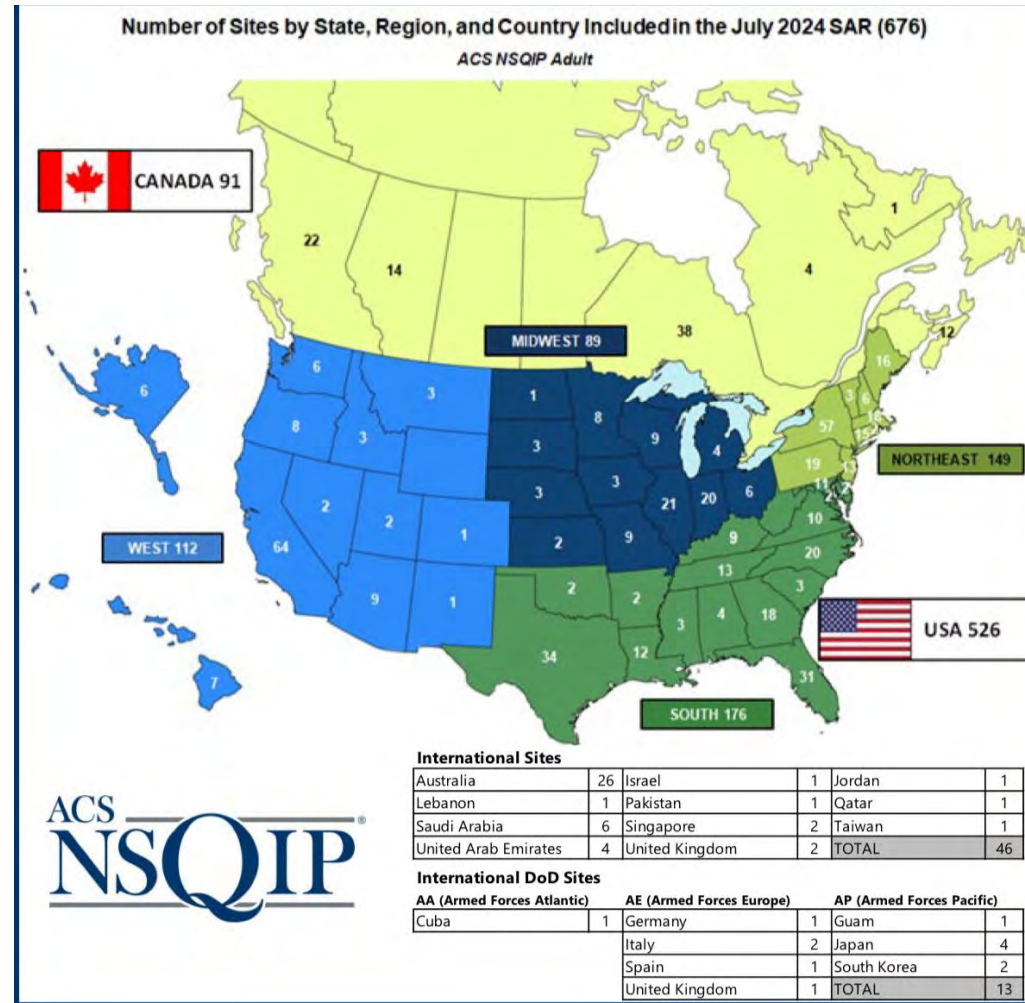 Number of Sites by State, Region, and Country Included in the July 2024 SAR (676)
ACS NSQIP Adult
CANADA 91
1
22
14
4
38
12
MIDWEST 89
6
6
3
1
8
16
3
6
8
3
3
9
4
57
16
15
19
13
NORTHEAST 149
3
3
21
20
6
11
2
2
2
1
2
9
9
10
WEST 112
64
13
20
9
1
2
2
3
4
18
3
USA 526
34
12
31
7
SOUTH 176
International Sites
Australia 26 Israel 1 Jordan 1
Lebanon 1 Pakistan 1 Qatar 1
Saudi Arabia 6 Singapore 2 Taiwan 1
United Arab Emirates 4 United Kingdom 2 TOTAL 46
ACS
NSQIP®
International DoD Sites
AA (Armed Forces Atlantic) AE (Armed Forces Europe) AP (Armed Forces Pacific)
Cuba 1 Germany 1 Guam 1
Italy 2 Japan 4
Spain 1 South Korea 2
United Kingdom 1 TOTAL 13